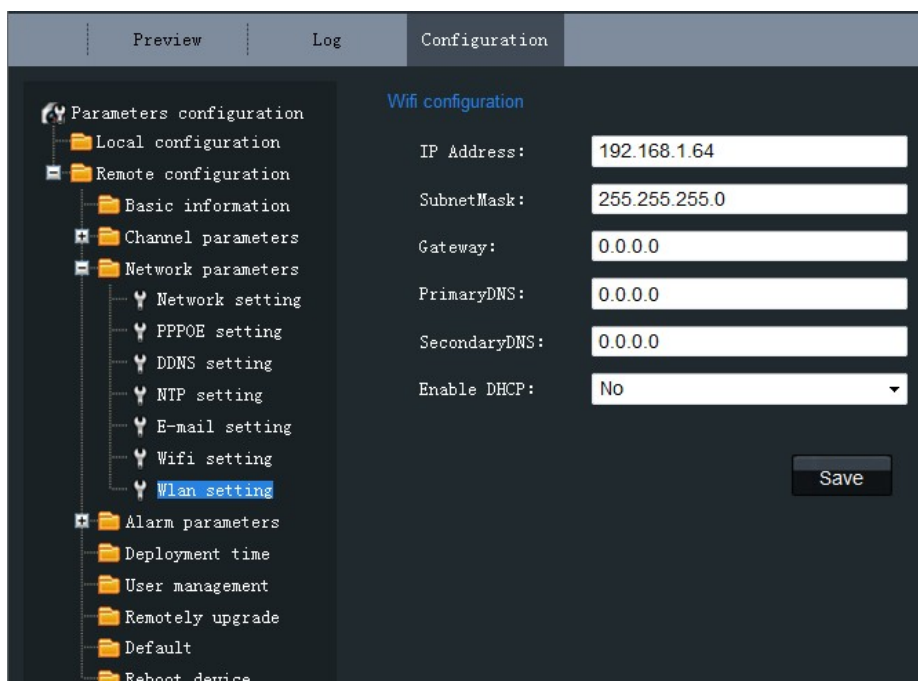 Preview Log Configuration
Parameters configuration
Local configuration
Remote configuration
Basic information
Channel parameters
Network parameters
Network setting
PPPOE setting
DDNS setting
NTP setting
E-mail setting
Wifi setting
Wlan setting
Alarm parameters
Deployment time
User management
Remotely upgrade
Default
Reboot device
Wifi configuration
IP Address: 192.168.1.64
SubnetMask: 255.255.255.0
Gateway: 0.0.0.0
PrimaryDNS: 0.0.0.0
SecondaryDNS: 0.0.0.0
Enable DHCP: No
Save